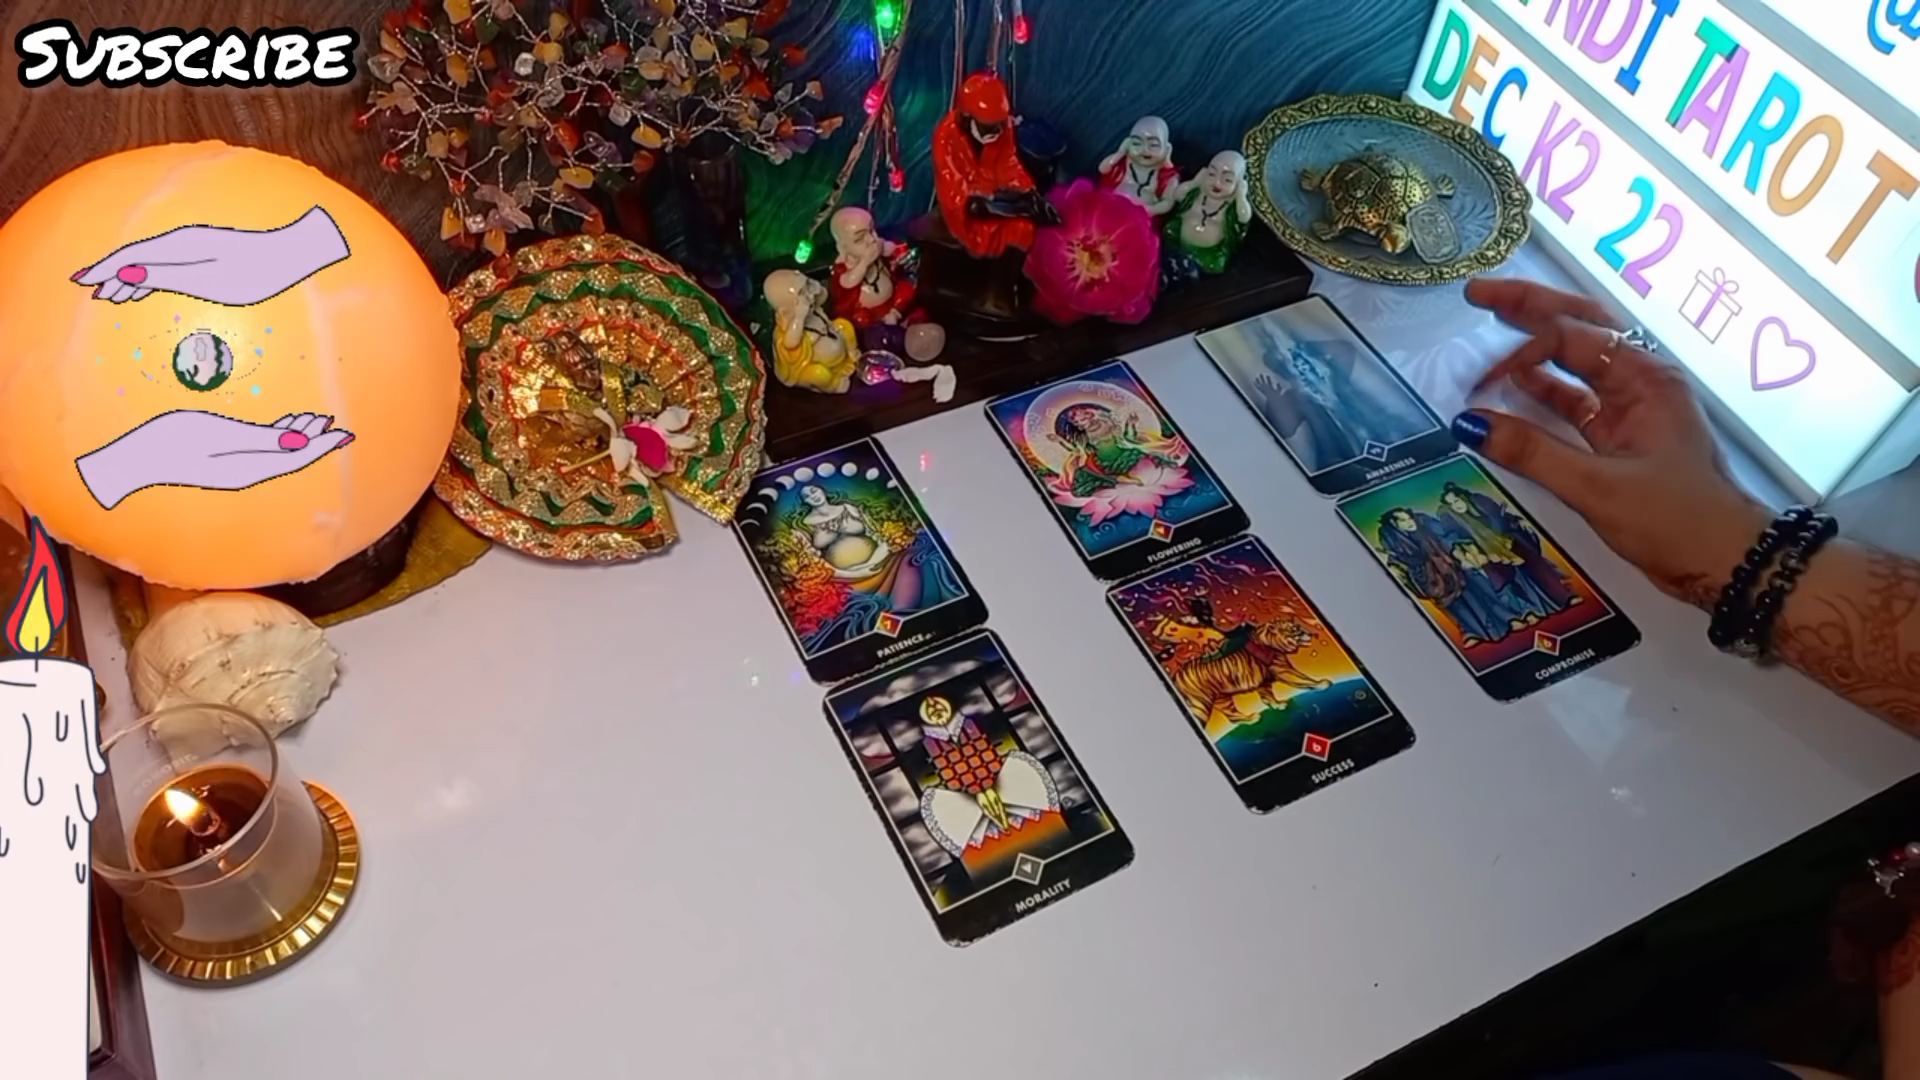 SUBSCRIBE
NDI TAROT
DEC K2 22
PATIENCE
FLOWERING
AWARENESS
MORALITY
SUCCESS
COMPROMISE